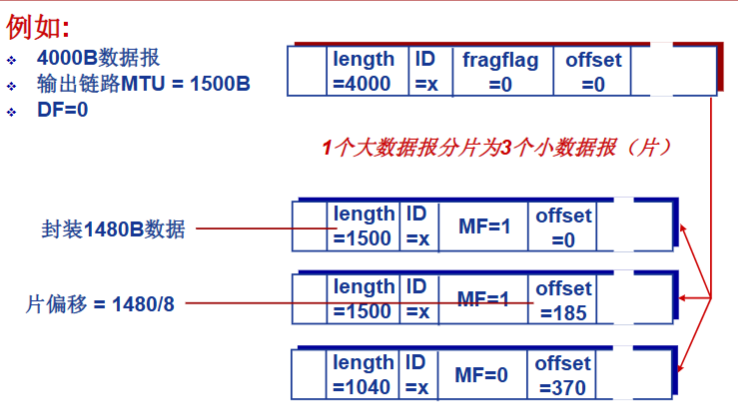 例如:
4000B数据报
输出链路MTU = 1500B
DF=0
length ID fragflag offset
=4000 =x =0 =0
1个大数据报分片为3个小数据报（片）
封装1480B数据
length ID MF=1 offset
=1500 =x =0
片偏移 = 1480/8
length ID MF=1 offset
=1500 =x =185
length ID MF=0 offset
=1040 =x =370